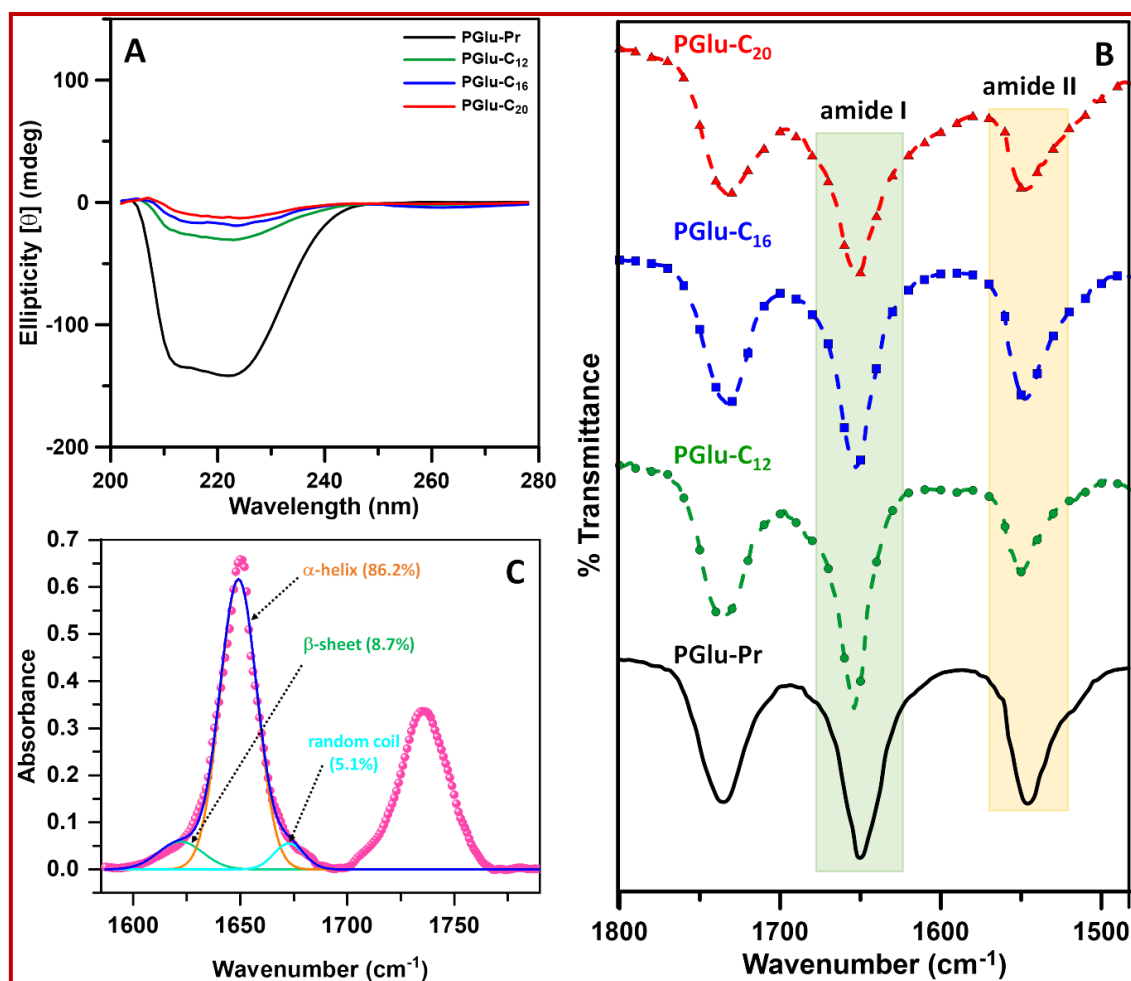 A
PGlu-Pr
PGlu-C12
PGlu-C16
PGlu-C20
100
0
-100
-200
Ellipticity [θ] (mdeg)
200
220
240
260
280
Wavelength (nm)
B
PGlu-C20
amide I
amide II
PGlu-C16
PGlu-C12
PGlu-Pr
% Transmittance
1800
1700
1600
1500
Wavenumber (cm-1)
C
0.7
0.6
0.5
0.4
0.3
0.2
0.1
0.0
Absorbance
α-helix (86.2%)
β-sheet (8.7%)
random coil
(5.1%)
1600
1650
1700
1750
Wavenumber (cm-1)